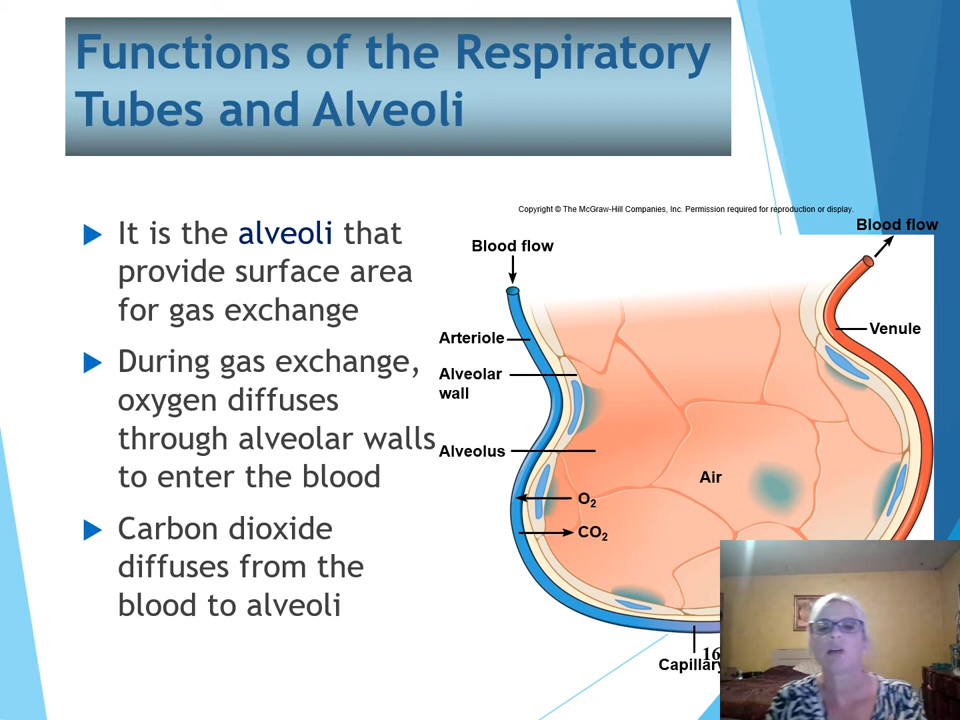 Functions of the Respiratory
Tubes and Alveoli
It is the alveoli that
provide surface area
for gas exchange
During gas exchange,
oxygen diffuses
through alveolar walls
to enter the blood
Carbon dioxide
diffuses from the
blood to alveoli
Copyright © The McGraw-Hill Companies, Inc. Permission required for reproduction or display.
Blood flow
Blood flow
Arteriole
Venule
Alveolar
wall
Alveolus
Air
O₂
CO₂
16
Capillary